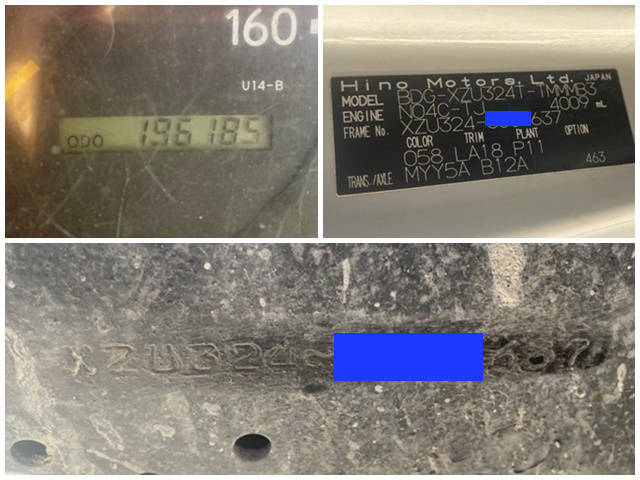 160
U14-B
ODO 196185
Hino Motors, Ltd. JAPAN
MODEL BDG-XZU324T-TMMMB3
ENGINE N04C-TJ 4009 mL
FRAME No. XZU324- 637
COLOR TRIM PLANT OPTION
058 LA18 P11 463
TRANS./AXLE MYY5A B12A
XZU324- 637